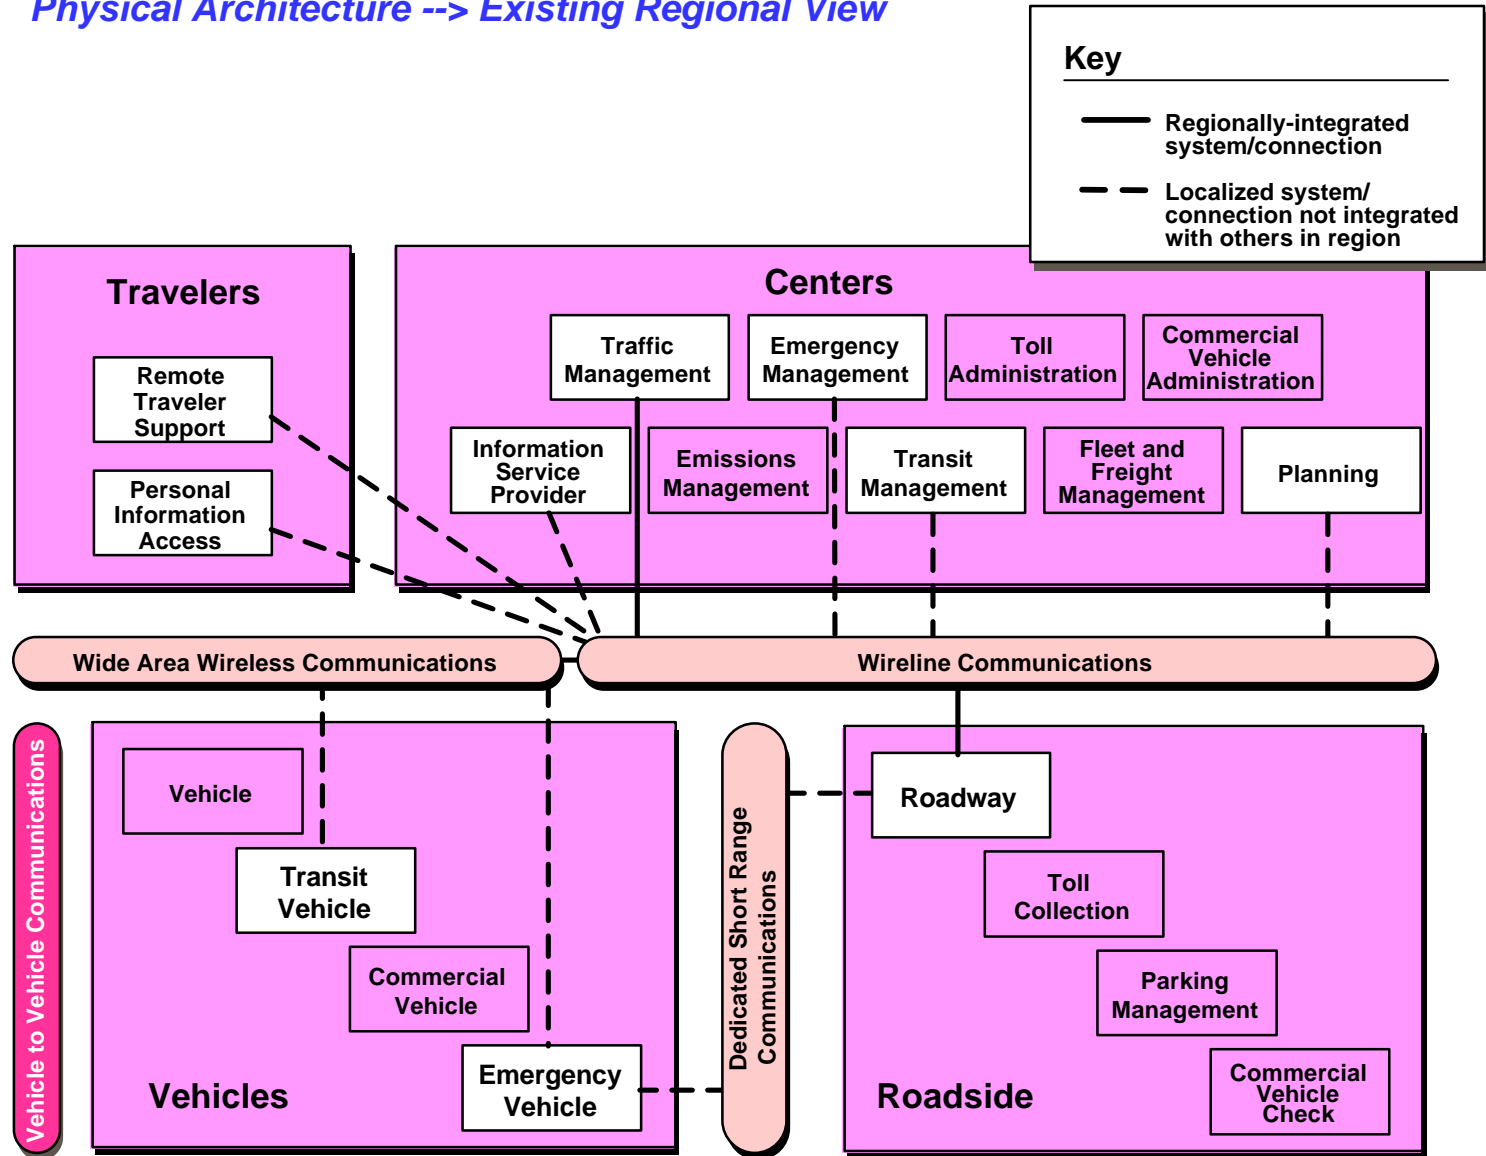 Physical Architecture --> Existing Regional View
Key
Regionally-integrated
system/connection
Localized system/
connection not integrated
with others in region
Travelers
Remote
Traveler
Support
Personal
Information
Access
Centers
Traffic
Management
Emergency
Management
Toll
Administration
Commercial
Vehicle
Administration
Information
Service
Provider
Emissions
Management
Transit
Management
Fleet and
Freight
Management
Planning
Wide Area Wireless Communications
Wireline Communications
Vehicle to Vehicle Communications
Vehicle
Transit
Vehicle
Commercial
Vehicle
Emergency
Vehicle
Vehicles
Dedicated Short Range
Communications
Roadway
Toll
Collection
Parking
Management
Commercial
Vehicle
Check
Roadside